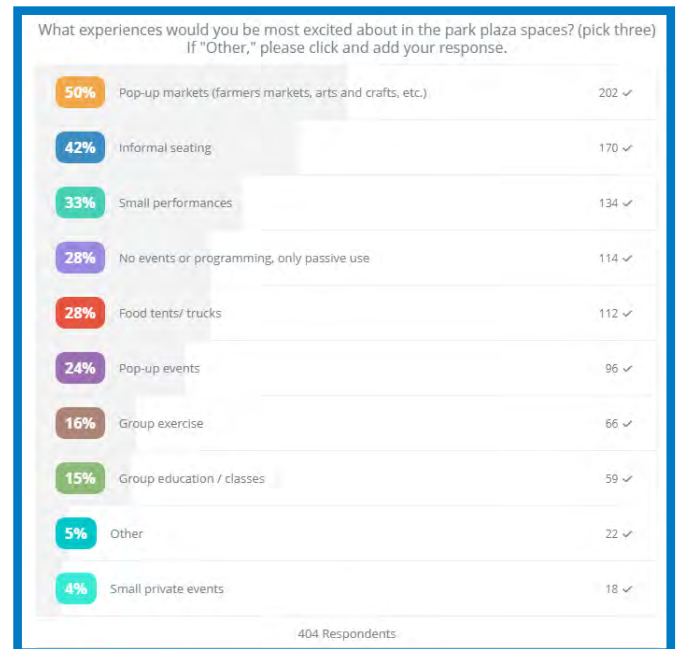 What experiences would you be most excited about in the park plaza spaces? (pick three)
If "Other," please click and add your response.
50% Pop-up markets (farmers markets, arts and crafts, etc.) 202 ✓
42% Informal seating 170 ✓
33% Small performances 134 ✓
28% No events or programming, only passive use 114 ✓
28% Food tents/ trucks 112 ✓
24% Pop-up events 96 ✓
16% Group exercise 66 ✓
15% Group education / classes 59 ✓
5% Other 22 ✓
4% Small private events 18 ✓
404 Respondents